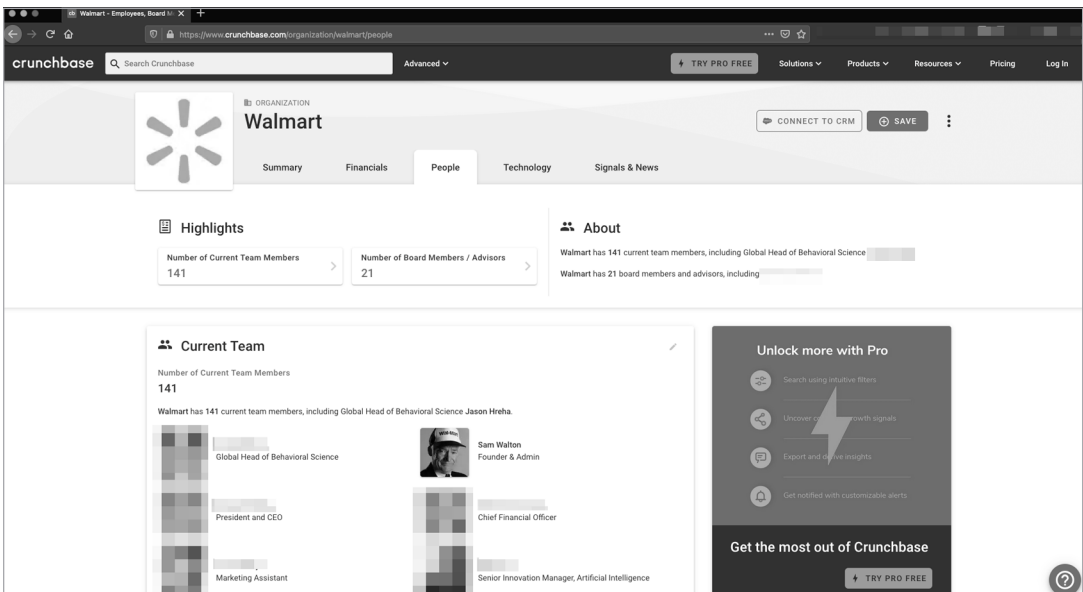 Walmart - Employees, Board M
https://www.crunchbase.com/organization/walmart/people
crunchbase
Search Crunchbase
Advanced
TRY PRO FREE
Solutions
Products
Resources
Pricing
Log In
ORGANIZATION
Walmart
CONNECT TO CRM
SAVE
Summary
Financials
People
Technology
Signals & News
Highlights
Number of Current Team Members
141
Number of Board Members / Advisors
21
About
Walmart has 141 current team members, including Global Head of Behavioral Science
Walmart has 21 board members and advisors, including
Current Team
Number of Current Team Members
141
Walmart has 141 current team members, including Global Head of Behavioral Science Jason Hreha.
Global Head of Behavioral Science
WAL-MART
Sam Walton
Founder & Admin
President and CEO
Chief Financial Officer
Marketing Assistant
Senior Innovation Manager, Artificial Intelligence
Unlock more with Pro
Search using intuitive filters
Uncover growth signals
Export and insights
Get notified with customizable alerts
Get the most out of Crunchbase
TRY PRO FREE